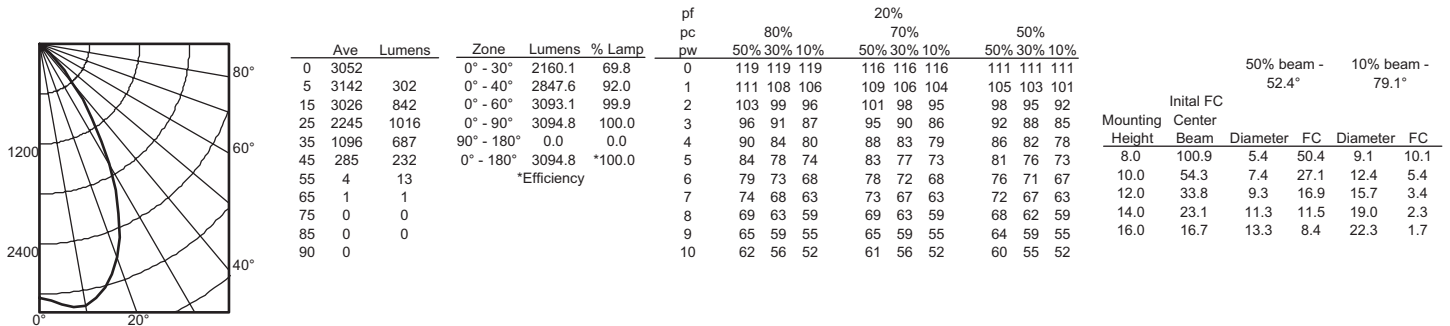 1200
2400
0°
20°
40°
60°
80°
Ave Lumens
0 3052
5 3142 302
15 3026 842
25 2245 1016
35 1096 687
45 285 232
55 4 13
65 1 1
75 0 0
85 0 0
90 0
Zone Lumens % Lamp
0° - 30° 2160.1 69.8
0° - 40° 2847.6 92.0
0° - 60° 3093.1 99.9
0° - 90° 3094.8 100.0
90° - 180° 0.0 0.0
0° - 180° 3094.8 *100.0
*Efficiency
pf 20%
pc 80% 70% 50%
pw 50% 30% 10% 50% 30% 10% 50% 30% 10%
0 119 119 119 116 116 116 111 111 111
1 111 108 106 109 106 104 105 103 101
2 103 99 96 101 98 95 98 95 92
3 96 91 87 95 90 86 92 88 85
4 90 84 80 88 83 79 86 82 78
5 84 78 74 83 77 73 81 76 73
6 79 73 68 78 72 68 76 71 67
7 74 68 63 73 67 63 72 67 63
8 69 63 59 69 63 59 68 62 59
9 65 59 55 65 59 55 64 59 55
10 62 56 52 61 56 52 60 55 52
50% beam - 10% beam -
52.4° 79.1°
Inital FC
Mounting Center
Height Beam Diameter FC Diameter FC
8.0 100.9 5.4 50.4 9.1 10.1
10.0 54.3 7.4 27.1 12.4 5.4
12.0 33.8 9.3 16.9 15.7 3.4
14.0 23.1 11.3 11.5 19.0 2.3
16.0 16.7 13.3 8.4 22.3 1.7